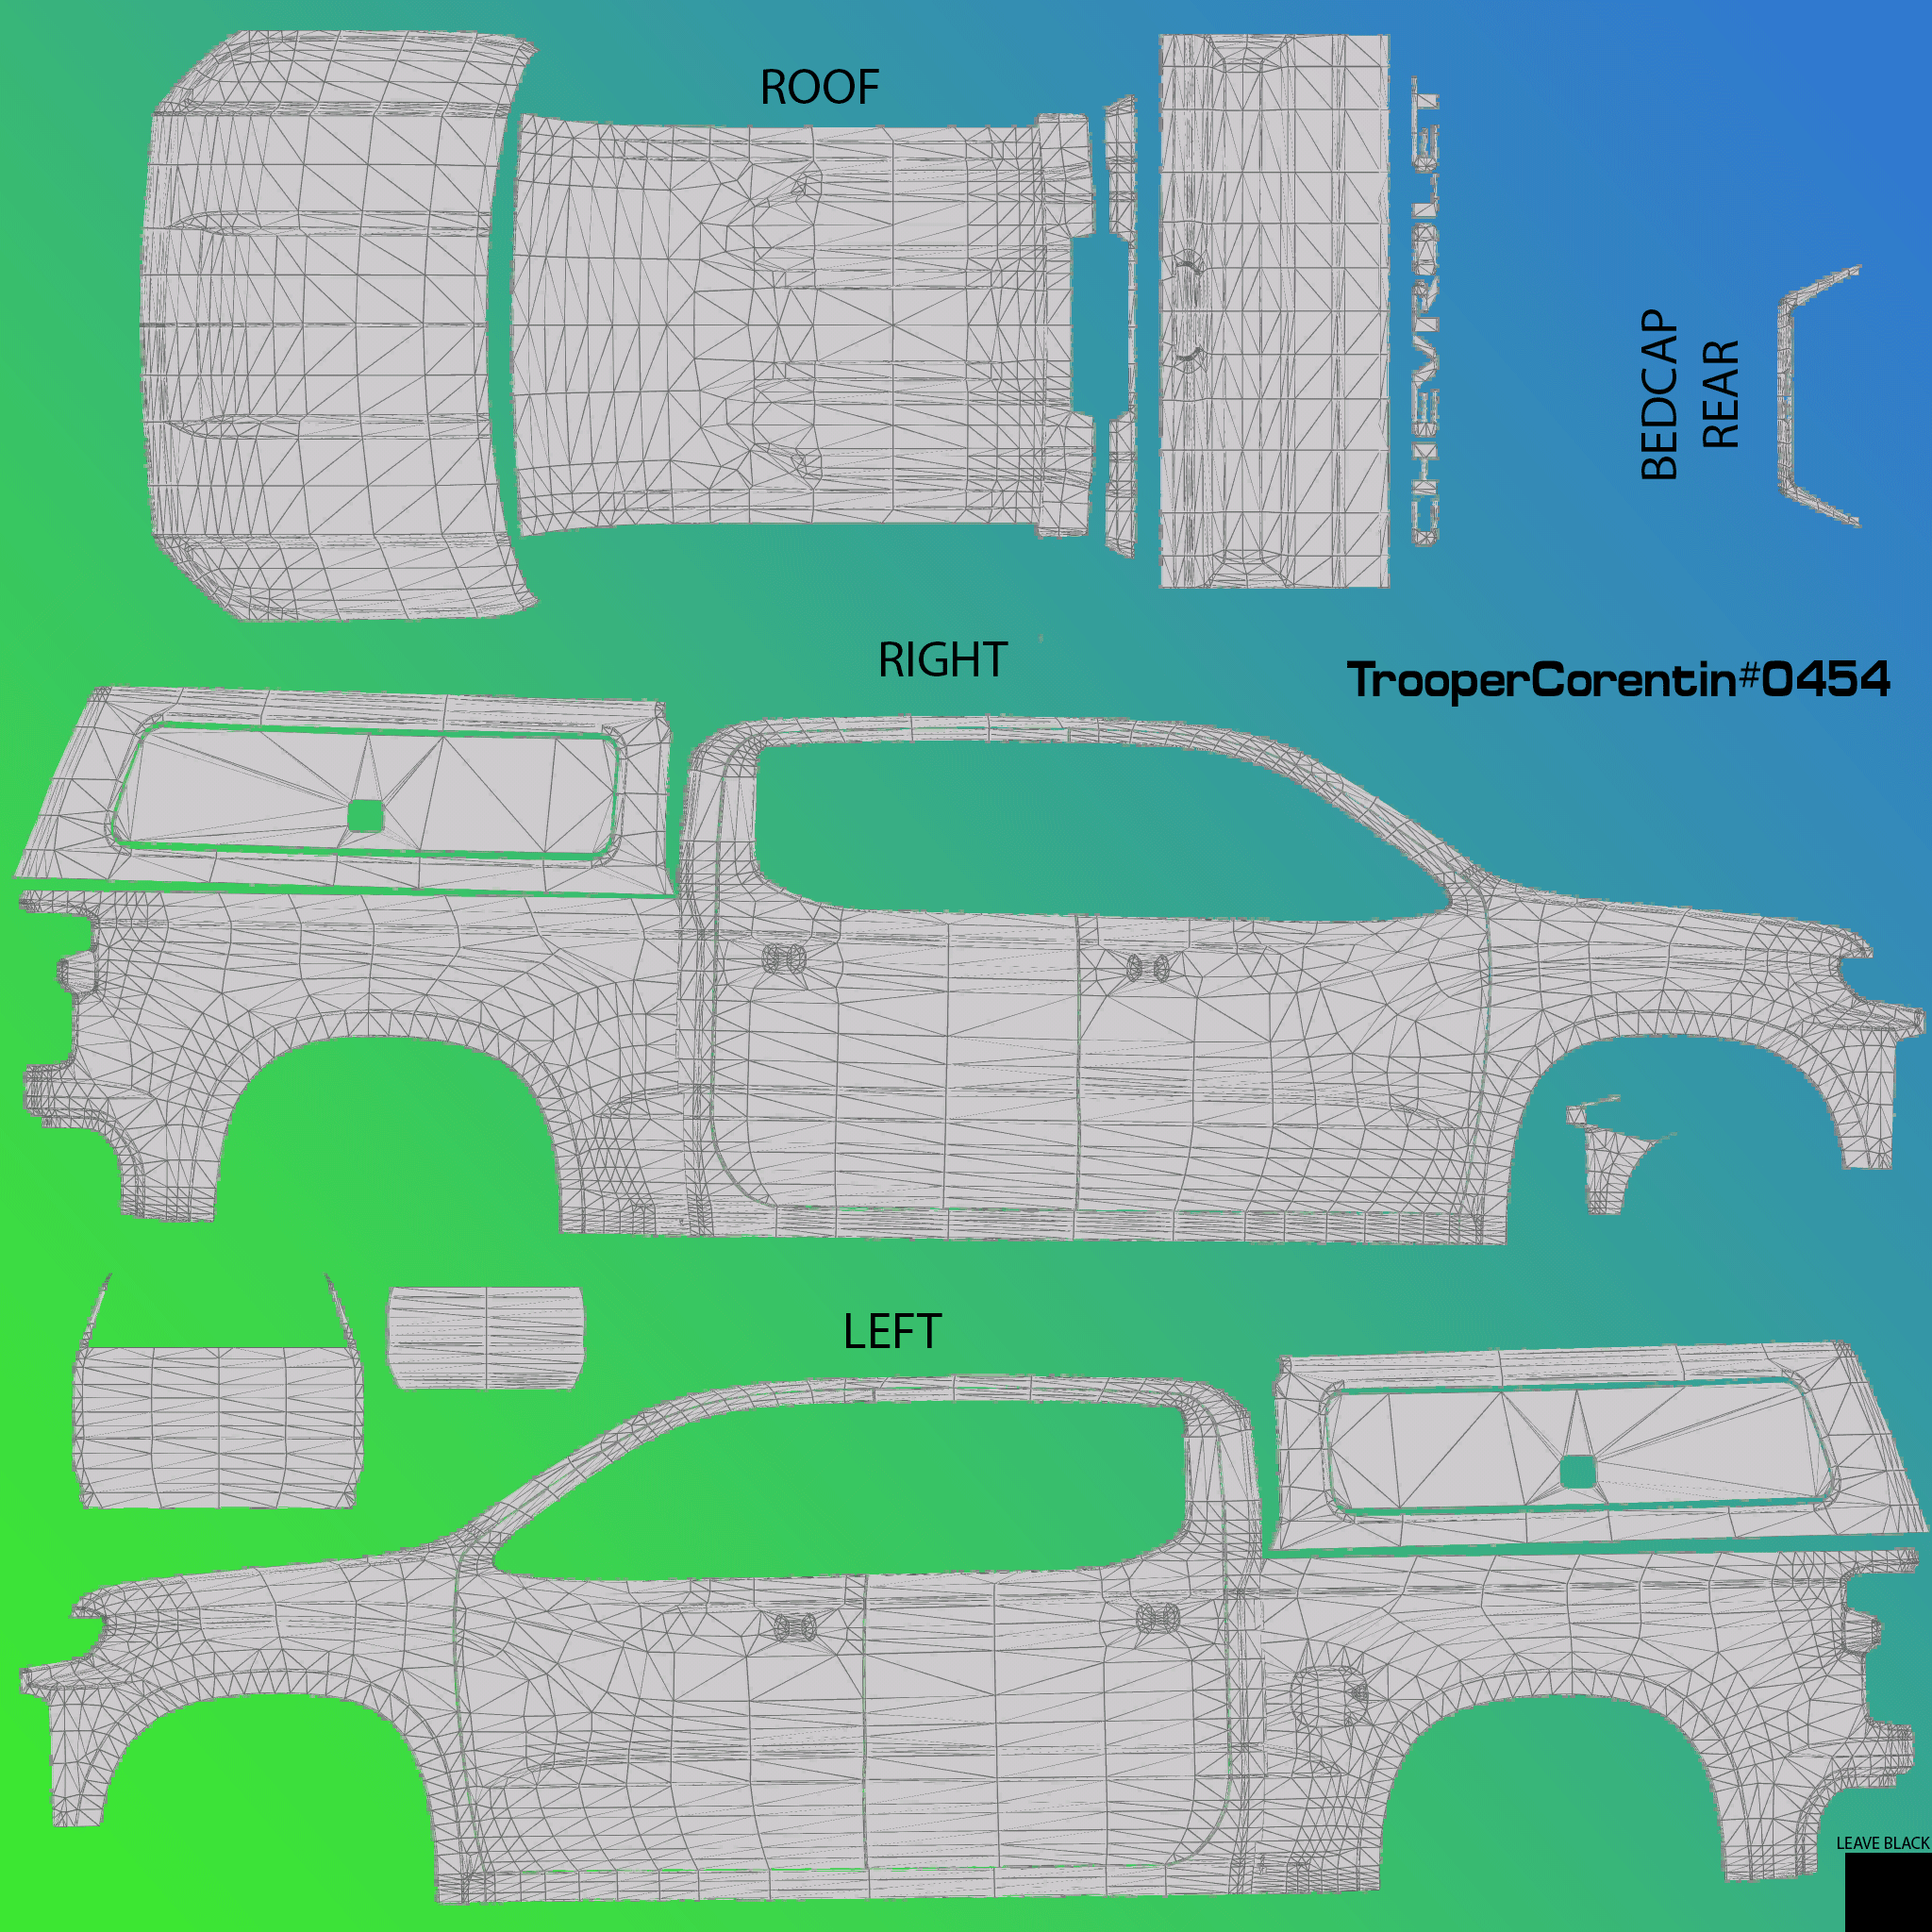 ROOF
CHEVROLET
BEDCAP
REAR
RIGHT
TrooperCorentin#0454
LEFT
LEAVE BLACK